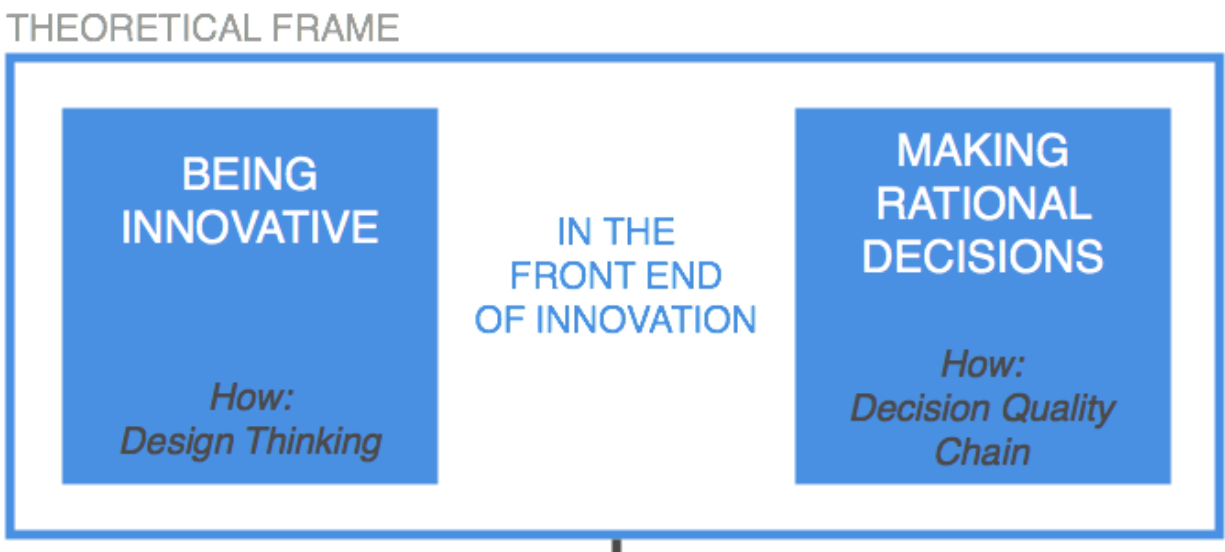 THEORETICAL FRAME
BEING
INNOVATIVE
How:
Design Thinking
IN THE
FRONT END
OF INNOVATION
MAKING
RATIONAL
DECISIONS
How:
Decision Quality
Chain